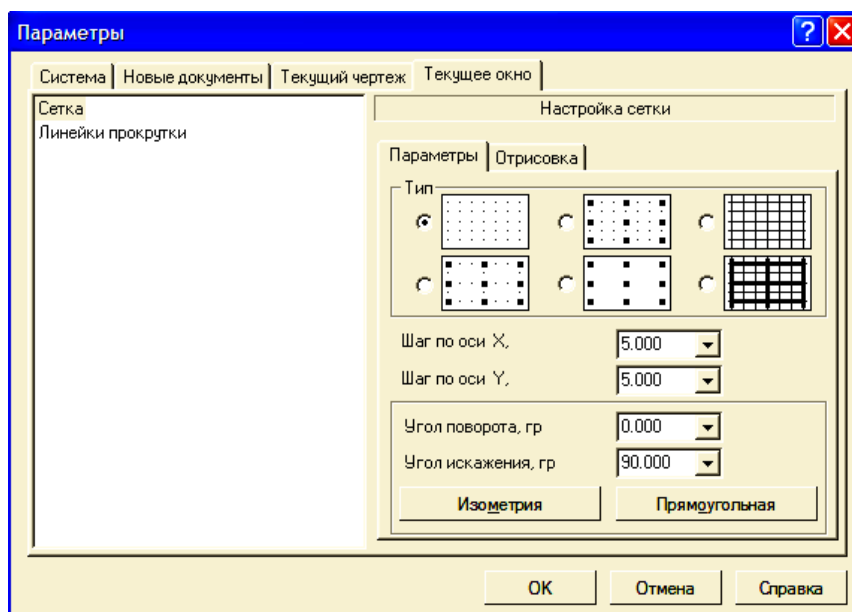 Параметры
Система Новые документы Текущий чертеж Текущее окно
Сетка
Линейки прокрутки
Настройка сетки
Параметры Отрисовка
Тип
Шаг по оси X, 5.000
Шаг по оси Y, 5.000
Угол поворота, гр 0.000
Угол искажения, гр 90.000
Изометрия Прямоугольная
OK Отмена Справка